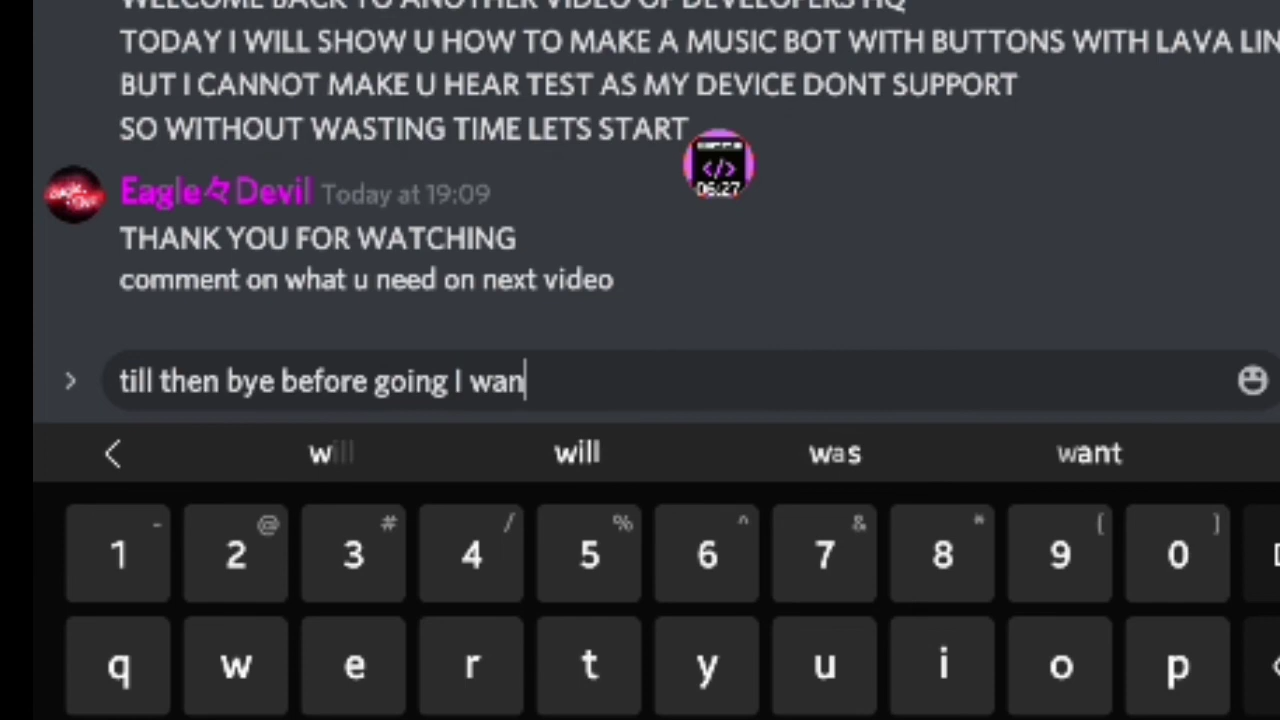 WELCOME BACK TO ANOTHER VIDEO OF DEVELOPERS HQ
TODAY I WILL SHOW U HOW TO MAKE A MUSIC BOT WITH BUTTONS WITH LAVA LIN
BUT I CANNOT MAKE U HEAR TEST AS MY DEVICE DONT SUPPORT
SO WITHOUT WASTING TIME LETS START
</>
06:27
Eagle々Devil Today at 19:09
THANK YOU FOR WATCHING
comment on what u need on next video
till then bye before going I wan
will will was want
- @ # / % ^ & * ( )
1 2 3 4 5 6 7 8 9 0
q w e r t y u i o p